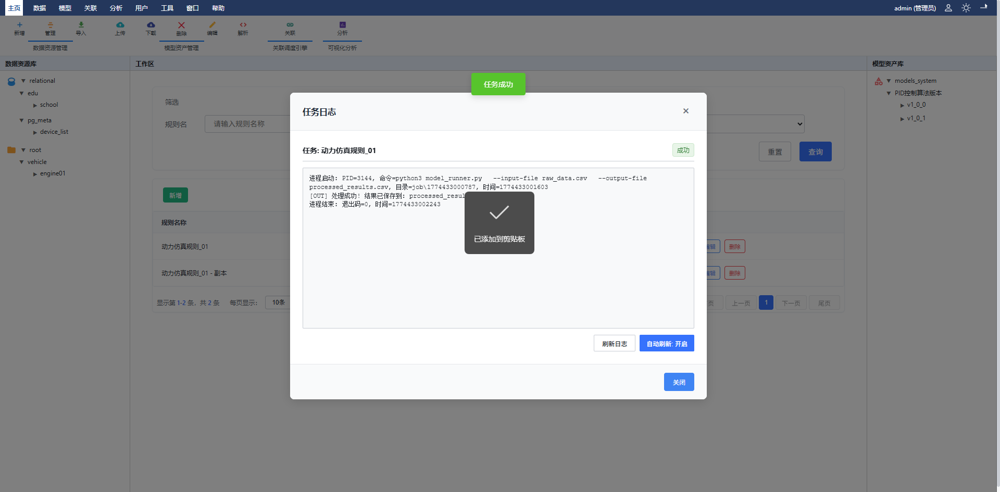 主页 数据 模型 关联 分析 用户 工具 窗口 帮助 admin (管理员)
新增 管理 导入 上传 下载 删除 编辑 解析 关联 分析
数据资源管理 模型资产管理 关联调度引擎 可视化分析
数据资源库
relational
edu
school
pg_meta
device_list
root
vehicle
engine01
工作区
筛选
规则名 请输入规则名称
重置 查询
新增
规则名称
动力仿真规则_01
编辑 删除
动力仿真规则_01 - 副本
编辑 删除
显示第 1-2 条，共 2 条 每页显示： 10条
页 上一页 1 下一页 尾页
任务成功
任务日志
任务: 动力仿真规则_01 成功
进程启动: PID=3144, 命令=python3 model_runner.py --input-file raw_data.csv --output-file
processed_results.csv, 目录=job\1774433000787, 时间=1774433001603
[OUT] 处理成功! 结果已保存到: processed_resul
进程结束: 退出码=0, 时间=1774433002243
已添加到剪贴板
刷新日志 自动刷新: 开启
关闭
模型资产库
models_system
PID控制算法版本
v1_0_0
v1_0_1